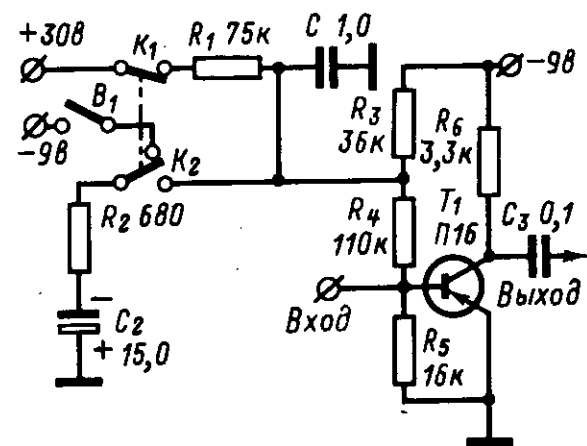 +30в
K₁
R₁ 75к
C 1,0
-9в
B₁
-9в
K₂
R₃
36к
R₆
3,3к
R₂ 680
R₄
110к
T₁
П16
C₃ 0,1
Вход
Выход
C₂
-
+ 15,0
R₅
16к